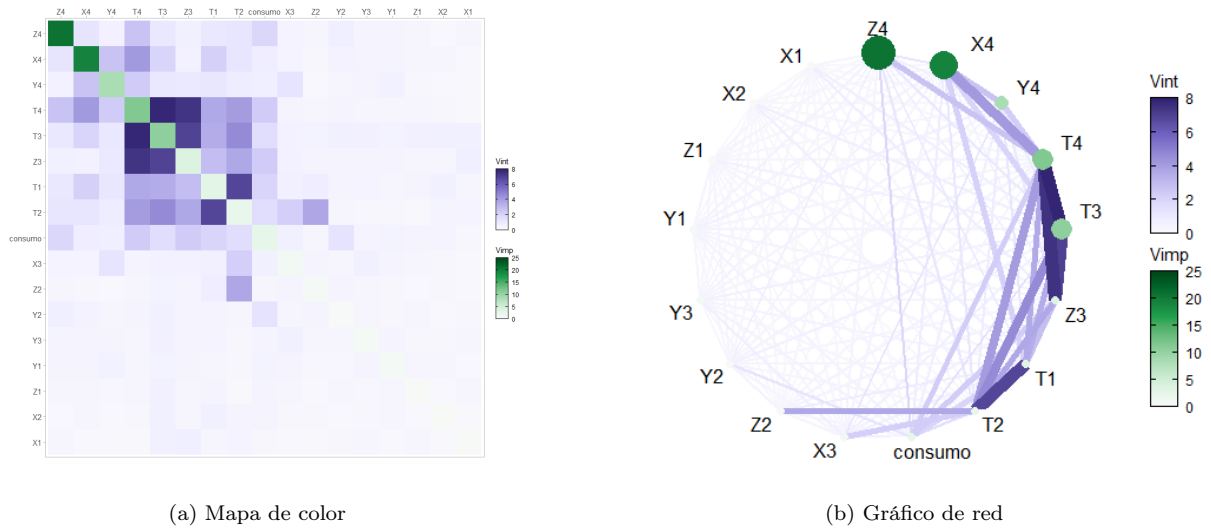 Z4 X4 Y4 T4 T3 Z3 T1 T2 consumo X3 Z2 Y2 Y3 Y1 Z1 X2 X1
Z4
X4
Y4
T4
T3
Z3
T1
T2
consumo
X3
Z2
Y2
Y3
Y1
Z1
X2
X1
Vint
8
6
4
2
0
Vimp
25
20
15
10
5
0
(a) Mapa de color
Z4
X4
Y4
T4
T3
Z3
T1
T2
consumo
X3
Z2
Y2
Y3
Y1
Z1
X2
X1
Vint
8
6
4
2
0
Vimp
25
20
15
10
5
0
(b) Gráfico de red